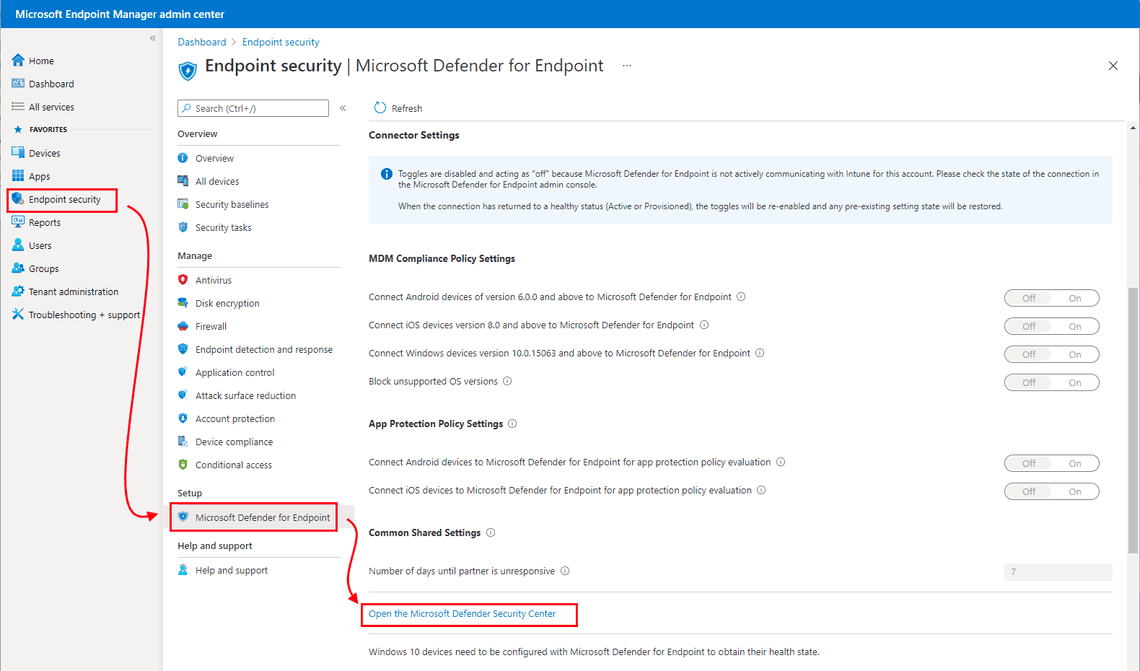 Microsoft Endpoint Manager admin center
«
Home
Dashboard
All services
FAVORITES
Devices
Apps
Endpoint security
Reports
Users
Groups
Tenant administration
Troubleshooting + support
Dashboard > Endpoint security
Endpoint security | Microsoft Defender for Endpoint ...
Search (Ctrl+/) «
Overview
Overview
All devices
Security baselines
Security tasks
Manage
Antivirus
Disk encryption
Firewall
Endpoint detection and response
Application control
Attack surface reduction
Account protection
Device compliance
Conditional access
Setup
Microsoft Defender for Endpoint
Help and support
Help and support
Refresh
Connector Settings
Toggles are disabled and acting as "off" because Microsoft Defender for Endpoint is not actively communicating with Intune for this account. Please check the state of the connection in
the Microsoft Defender for Endpoint admin console.
When the connection has returned to a healthy status (Active or Provisioned), the toggles will be re-enabled and any pre-existing setting state will be restored.
MDM Compliance Policy Settings
Connect Android devices of version 6.0.0 and above to Microsoft Defender for Endpoint Off On
Connect iOS devices version 8.0 and above to Microsoft Defender for Endpoint Off On
Connect Windows devices version 10.0.15063 and above to Microsoft Defender for Endpoint Off On
Block unsupported OS versions Off On
App Protection Policy Settings
Connect Android devices to Microsoft Defender for Endpoint for app protection policy evaluation Off On
Connect iOS devices to Microsoft Defender for Endpoint for app protection policy evaluation Off On
Common Shared Settings
Number of days until partner is unresponsive 7
Open the Microsoft Defender Security Center
Windows 10 devices need to be configured with Microsoft Defender for Endpoint to obtain their health state.